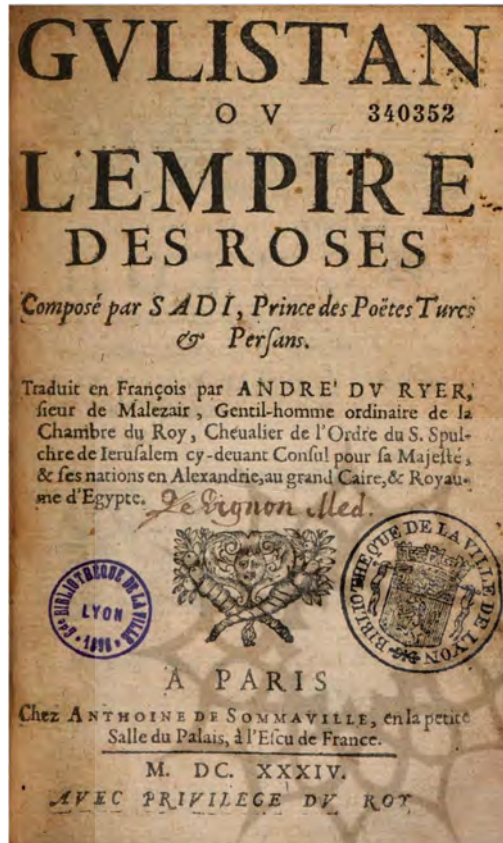 GVLISTAN
OV
340352
L'EMPIRE
DES ROSES
Composé par SADI, Prince des Poëtes Turcs
& Perſans.
Traduit en François par ANDRE' DV RYER,
ſieur de Malezair, Gentil-homme ordinaire de la
Chambre du Roy, Cheualier de l'Ordre du S. Spul-
chre de Ieruſalem cy-deuant Conſul pour ſa Majeſté,
& ſes nations en Alexandrie, au grand Caire, & Royau-
me d'Egypte.
Vignon Med.
Gde BIBLIOTHEQUE DE LA VILLE
LYON
BIBLIOTHEQUE DE LA VILLE DE LYON
A PARIS
Chez ANTHOINE DE SOMMAVILLE, en la petite
Salle du Palais, à l'Eſcu de France.
M. DC. XXXIV.
AVEC PRIVILEGE DV ROY